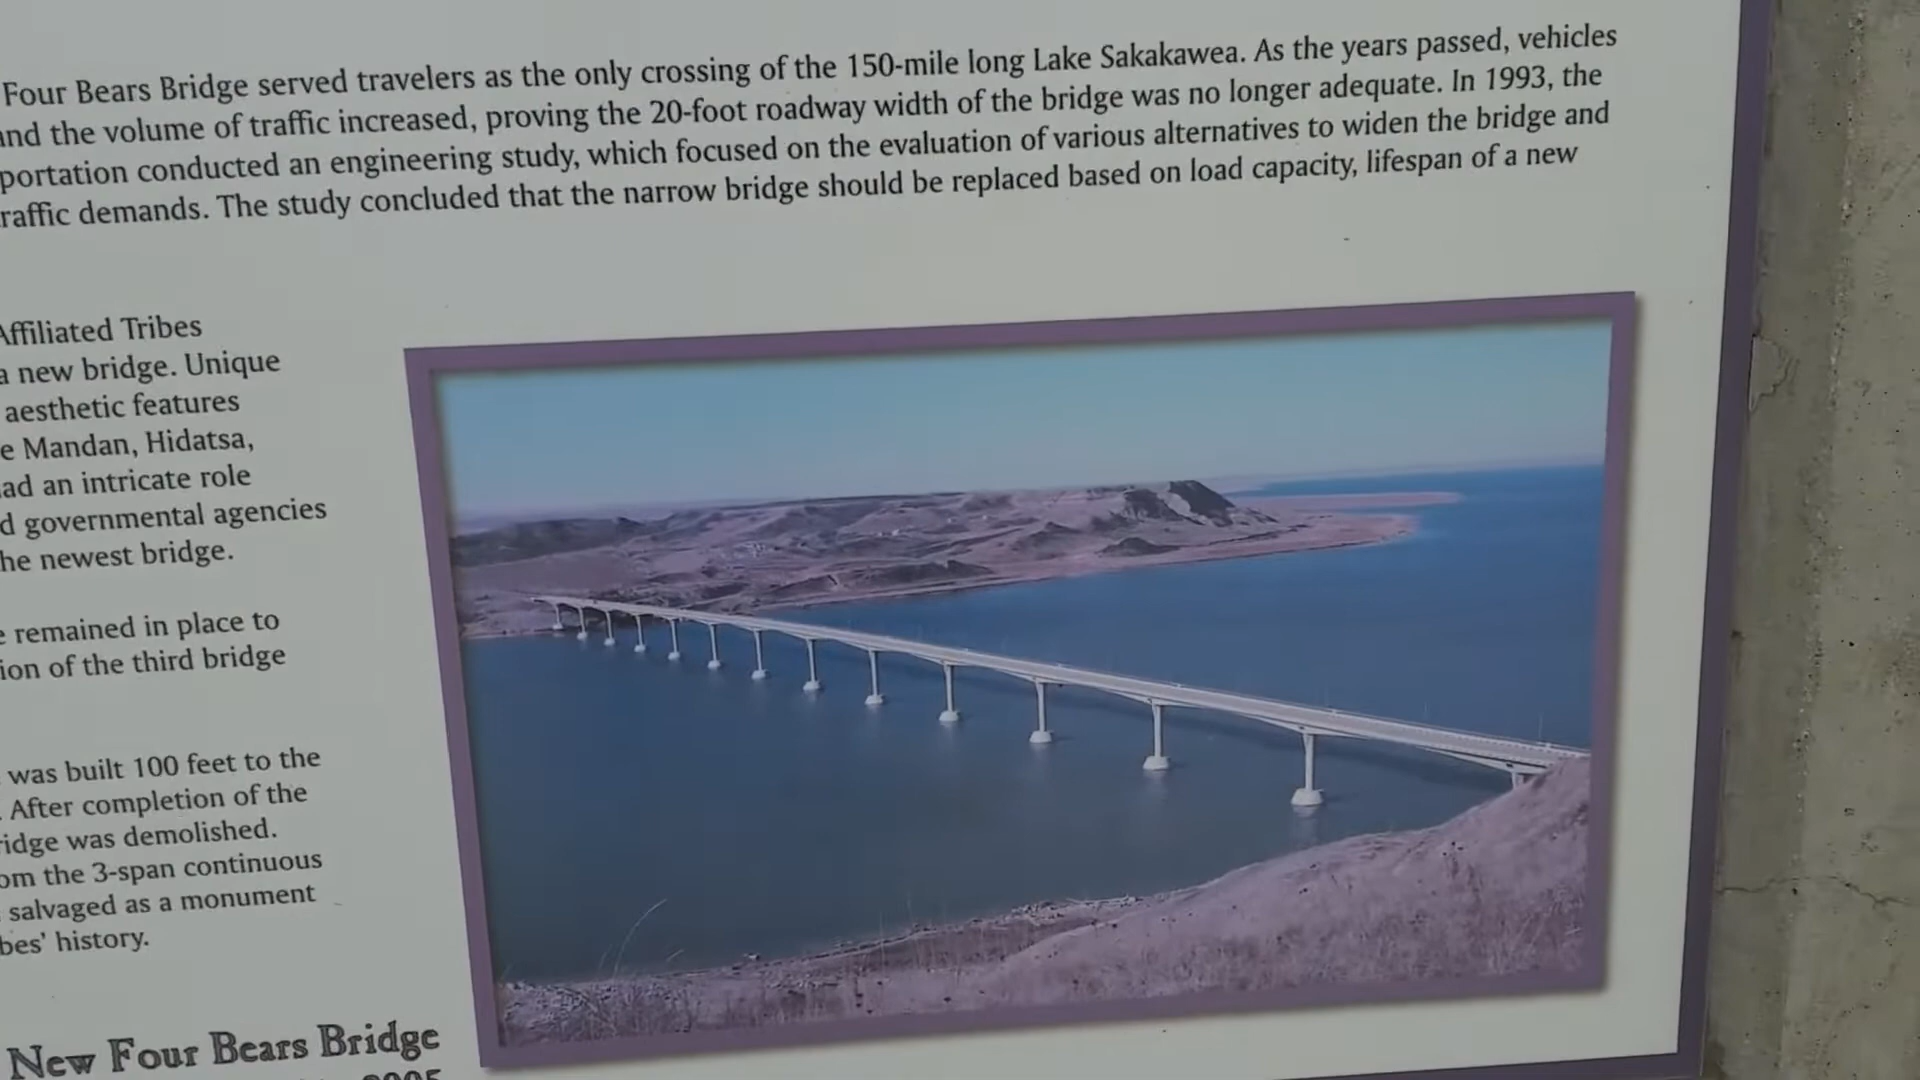 Four Bears Bridge served travelers as the only crossing of the 150-mile long Lake Sakakawea. As the years passed, vehicles
and the volume of traffic increased, proving the 20-foot roadway width of the bridge was no longer adequate. In 1993, the
portation conducted an engineering study, which focused on the evaluation of various alternatives to widen the bridge and
raffic demands. The study concluded that the narrow bridge should be replaced based on load capacity, lifespan of a new
Affiliated Tribes
a new bridge. Unique
aesthetic features
e Mandan, Hidatsa,
ad an intricate role
d governmental agencies
he newest bridge.
e remained in place to
ion of the third bridge
was built 100 feet to the
. After completion of the
ridge was demolished.
om the 3-span continuous
salvaged as a monument
bes' history.
New Four Bears Bridge
2005